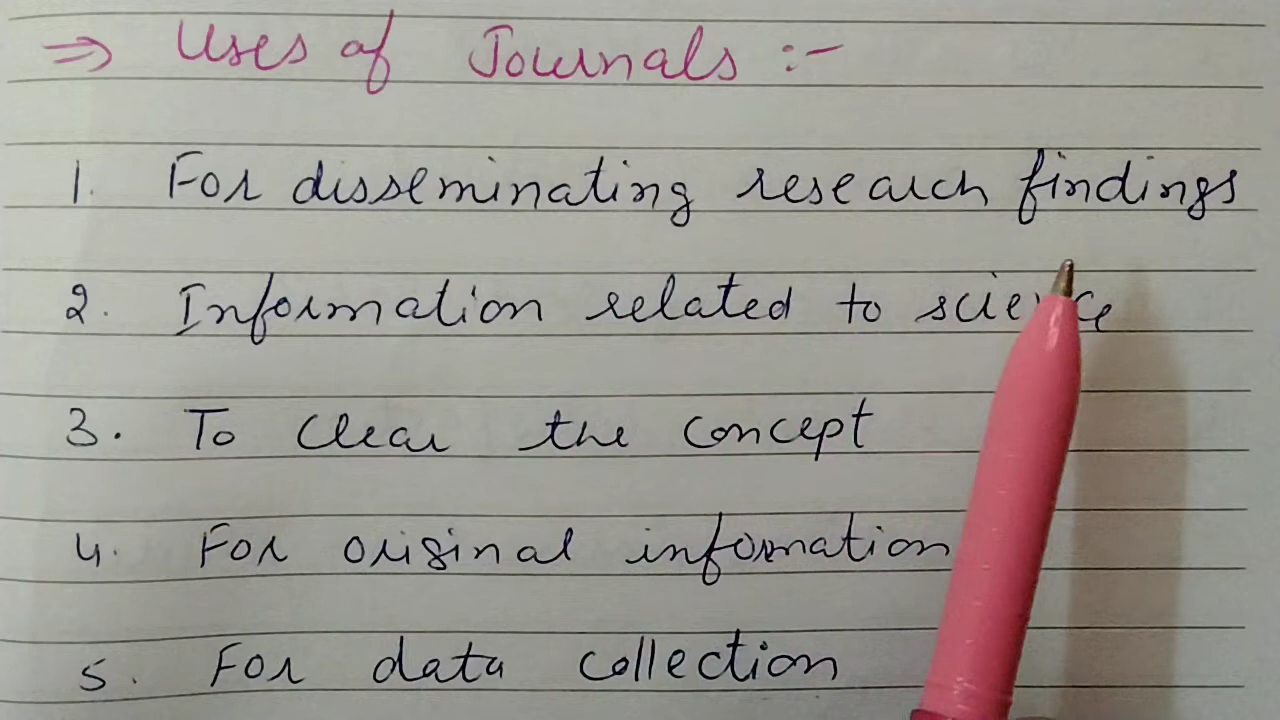 ⇒ Uses of Journals :-
1. For disseminating research findings
2. Information related to science
3. To clear the concept
4. For original information
5. For data collection